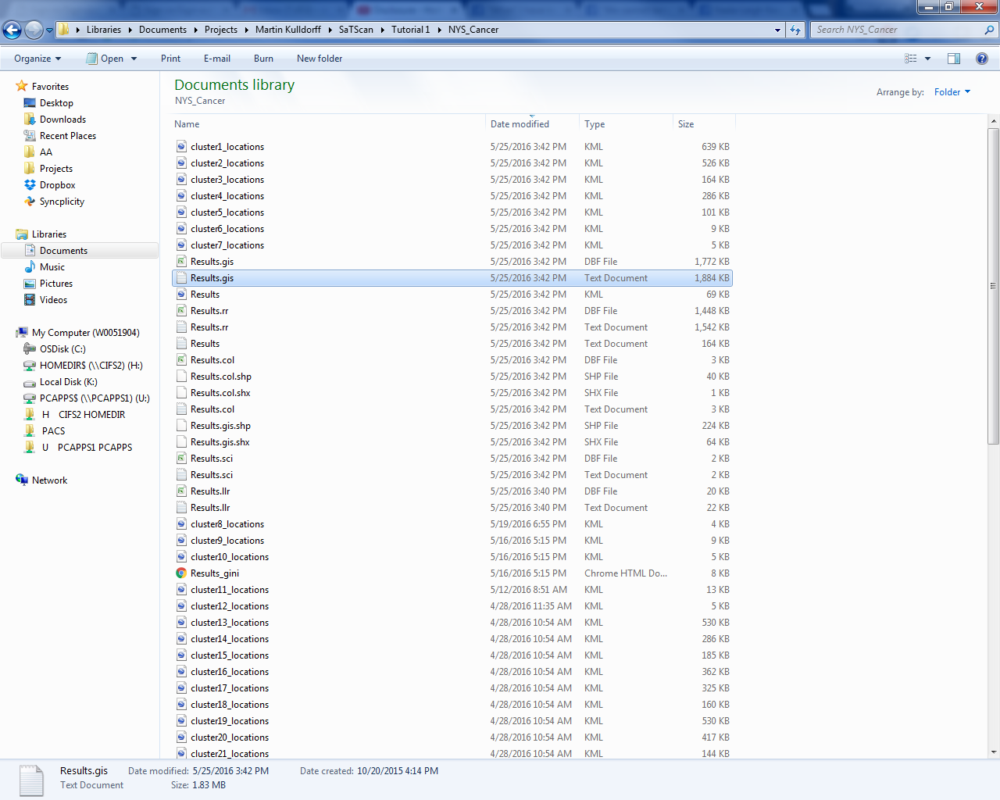 Libraries Documents Projects Martin Kulldorff SaTScan Tutorial 1 NYS_Cancer Search NYS_Cancer
Organize Open Print E-mail Burn New folder
Favorites
Desktop
Downloads
Recent Places
AA
Projects
Dropbox
Syncplicity
Libraries
Documents
Music
Pictures
Videos
My Computer (W0051904)
OSDisk (C:)
HOMEDIR$ (\\CIFS2) (H:)
Local Disk (K:)
PCAPPS$ (\\PCAPPS1) (U:)
H CIFS2 HOMEDIR
PACS
U PCAPPS1 PCAPPS
Network
Documents library
NYS_Cancer
Arrange by: Folder
Name Date modified Type Size
cluster1_locations 5/25/2016 3:42 PM KML 639 KB
cluster2_locations 5/25/2016 3:42 PM KML 526 KB
cluster3_locations 5/25/2016 3:42 PM KML 164 KB
cluster4_locations 5/25/2016 3:42 PM KML 286 KB
cluster5_locations 5/25/2016 3:42 PM KML 101 KB
cluster6_locations 5/25/2016 3:42 PM KML 9 KB
cluster7_locations 5/25/2016 3:42 PM KML 5 KB
Results.gis 5/25/2016 3:42 PM DBF File 1,772 KB
Results.gis 5/25/2016 3:42 PM Text Document 1,884 KB
Results 5/25/2016 3:42 PM KML 69 KB
Results.rr 5/25/2016 3:42 PM DBF File 1,448 KB
Results.rr 5/25/2016 3:42 PM Text Document 1,542 KB
Results 5/25/2016 3:42 PM Text Document 164 KB
Results.col 5/25/2016 3:42 PM DBF File 3 KB
Results.col.shp 5/25/2016 3:42 PM SHP File 40 KB
Results.col.shx 5/25/2016 3:42 PM SHX File 1 KB
Results.col 5/25/2016 3:42 PM Text Document 3 KB
Results.gis.shp 5/25/2016 3:42 PM SHP File 224 KB
Results.gis.shx 5/25/2016 3:42 PM SHX File 64 KB
Results.sci 5/25/2016 3:42 PM DBF File 2 KB
Results.sci 5/25/2016 3:42 PM Text Document 2 KB
Results.llr 5/25/2016 3:40 PM DBF File 20 KB
Results.llr 5/25/2016 3:40 PM Text Document 22 KB
cluster8_locations 5/19/2016 6:55 PM KML 4 KB
cluster9_locations 5/16/2016 5:15 PM KML 9 KB
cluster10_locations 5/16/2016 5:15 PM KML 5 KB
Results_gini 5/16/2016 5:15 PM Chrome HTML Do... 8 KB
cluster11_locations 5/12/2016 8:51 AM KML 13 KB
cluster12_locations 4/28/2016 11:35 AM KML 5 KB
cluster13_locations 4/28/2016 10:54 AM KML 530 KB
cluster14_locations 4/28/2016 10:54 AM KML 286 KB
cluster15_locations 4/28/2016 10:54 AM KML 185 KB
cluster16_locations 4/28/2016 10:54 AM KML 362 KB
cluster17_locations 4/28/2016 10:54 AM KML 325 KB
cluster18_locations 4/28/2016 10:54 AM KML 160 KB
cluster19_locations 4/28/2016 10:54 AM KML 530 KB
cluster20_locations 4/28/2016 10:54 AM KML 417 KB
cluster21_locations 4/28/2016 10:54 AM KML 144 KB
Results.gis Date modified: 5/25/2016 3:42 PM Date created: 10/20/2015 4:14 PM
Text Document Size: 1.83 MB